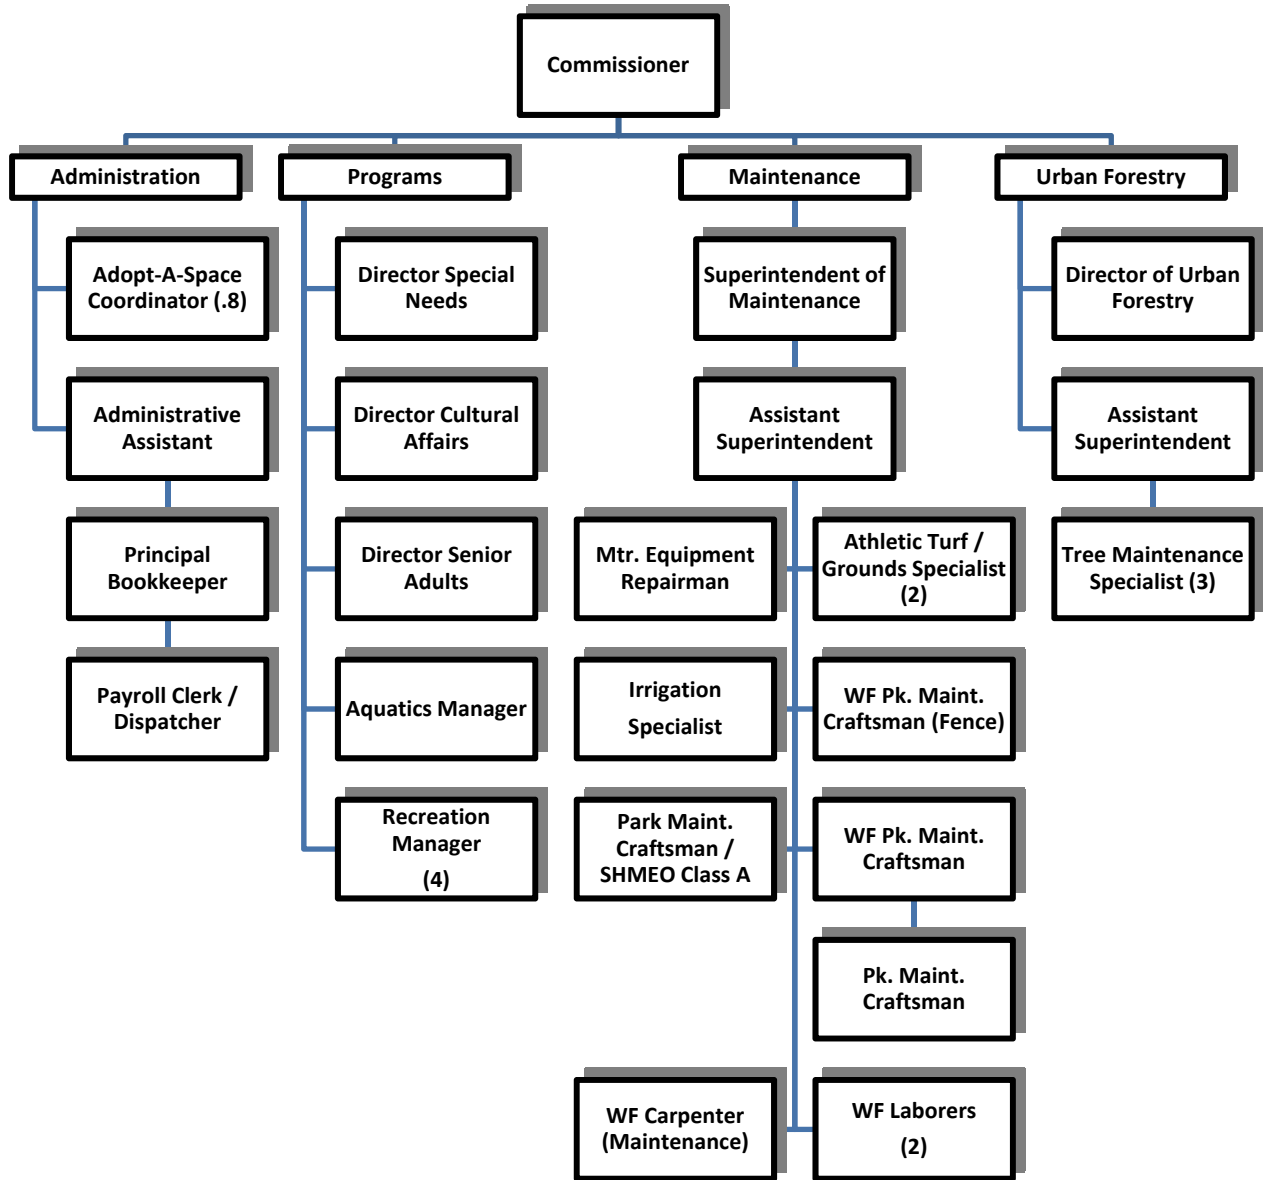 Commissioner
Administration
Programs
Maintenance
Urban Forestry
Adopt-A-Space
Coordinator (.8)
Director Special
Needs
Superintendent of
Maintenance
Director of Urban
Forestry
Administrative
Assistant
Director Cultural
Affairs
Assistant
Superintendent
Assistant
Superintendent
Principal
Bookkeeper
Director Senior
Adults
Mtr. Equipment
Repairman
Athletic Turf /
Grounds Specialist
(2)
Tree Maintenance
Specialist (3)
Payroll Clerk /
Dispatcher
Aquatics Manager
Irrigation
Specialist
WF Pk. Maint.
Craftsman (Fence)
Recreation
Manager
(4)
Park Maint.
Craftsman /
SHMEO Class A
WF Pk. Maint.
Craftsman
Pk. Maint.
Craftsman
WF Carpenter
(Maintenance)
WF Laborers
(2)